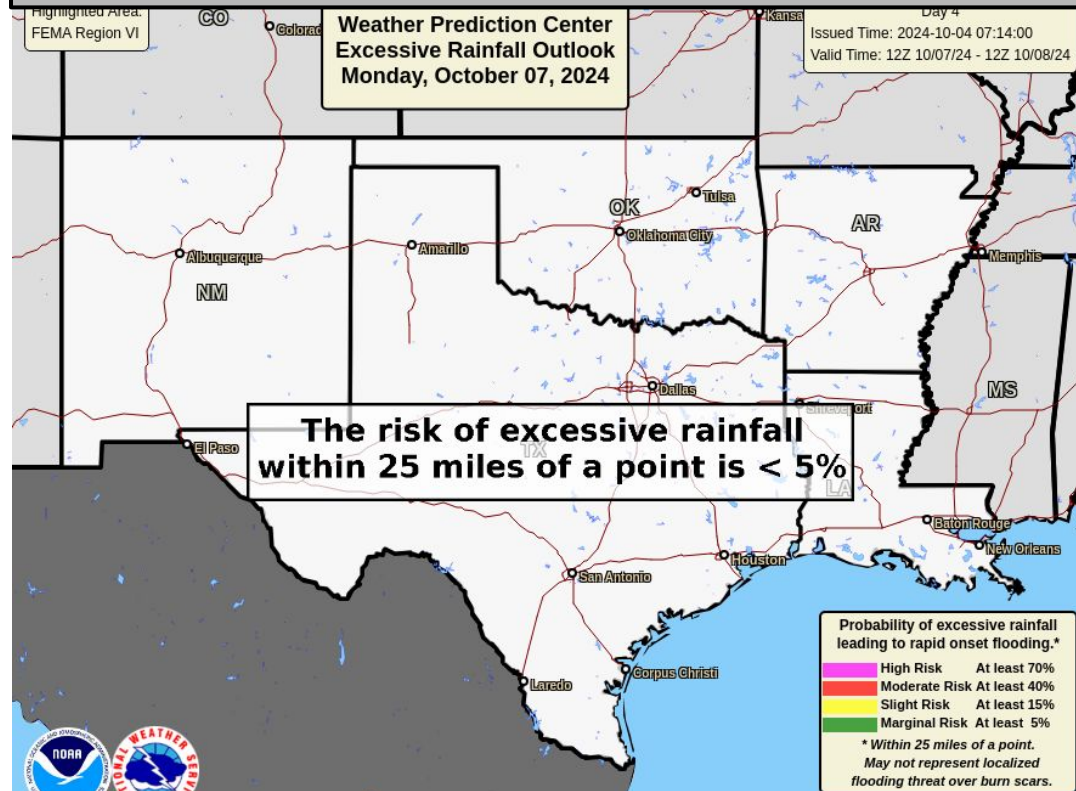 Highlighted Area:
FEMA Region VI
Weather Prediction Center
Excessive Rainfall Outlook
Monday, October 07, 2024
Day 4
Issued Time: 2024-10-04 07:14:00
Valid Time: 12Z 10/07/24 - 12Z 10/08/24
CO
Colorad
Kansa
Tulsa
OK
Oklahoma City
AR
Amarillo
Albuquerque
Memphis
NM
Dallas
MS
Shreveport
The risk of excessive rainfall
within 25 miles of a point is < 5%
El Paso
TX
LA
Baton Rouge
New Orleans
Houston
San Antonio
Corpus Christi
Laredo
Probability of excessive rainfall
leading to rapid onset flooding.*
High Risk At least 70%
Moderate Risk At least 40%
Slight Risk At least 15%
Marginal Risk At least 5%
* Within 25 miles of a point.
May not represent localized
flooding threat over burn scars.
NOAA